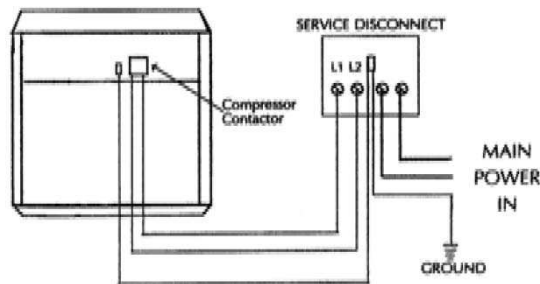 SERVICE DISCONNECT
L1 L2
Compressor
Contactor
MAIN
POWER
IN
GROUND